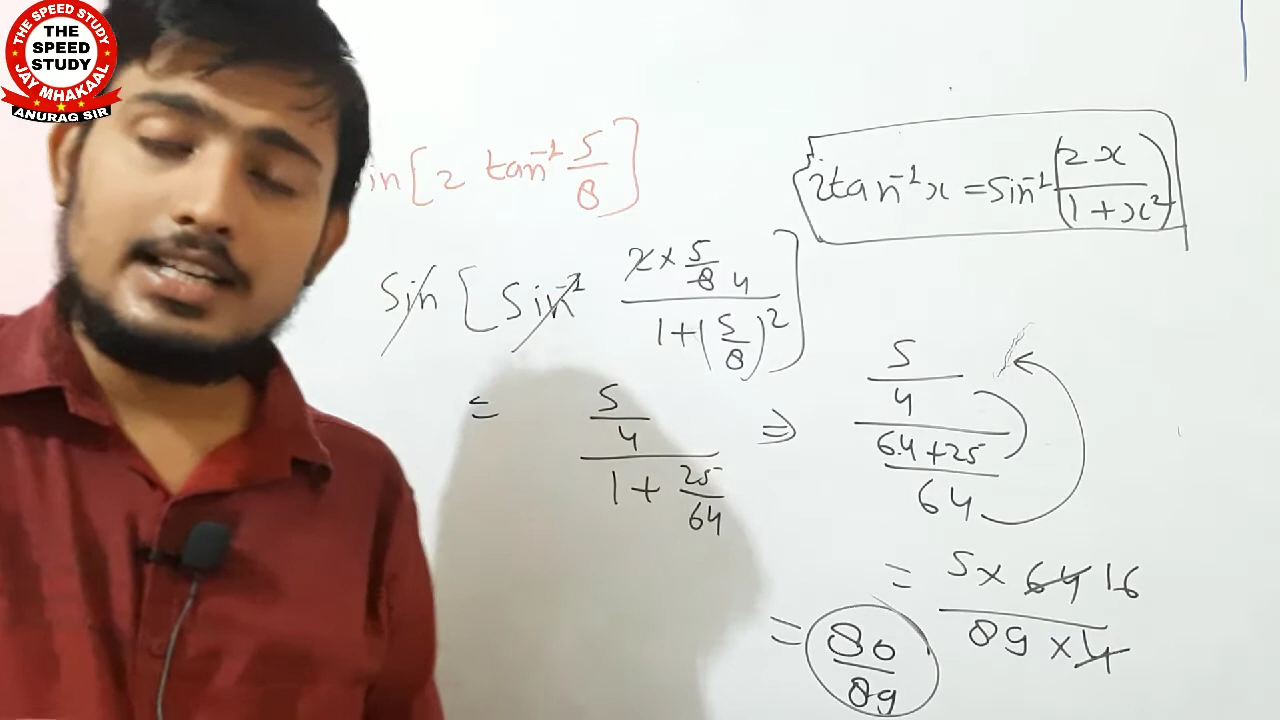 THE SPEED STUDY
THE
SPEED
STUDY
JAY MHAKAAL
ANURAG SIR
in[2 tan⁻¹ 5/8]
2tan⁻¹x = Sin⁻¹(2x/(1+x²))
Sin [Sin⁻¹ (2×5/8 4)/(1+(5/8)²)]
= (5/4)/(1+25/64) ⇒ (5/4)/((64+25)/64)
= (5×64 16)/(89×4)
= 80/89